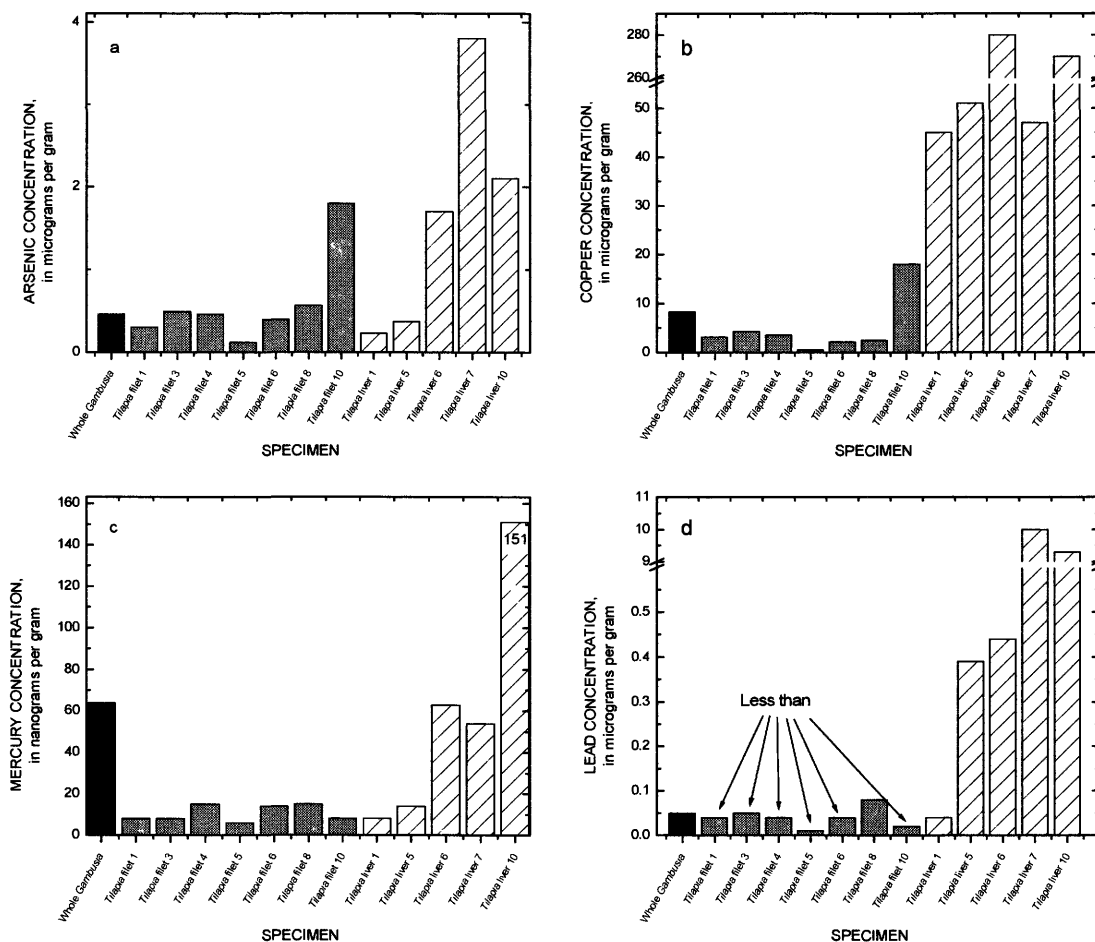 a
ARSENIC CONCENTRATION,
in micrograms per gram
4
2
0
Whole Gambusia
Tilapia filet 1
Tilapia filet 3
Tilapia filet 4
Tilapia filet 5
Tilapia filet 6
Tilapia filet 8
Tilapia filet 10
Tilapia liver 1
Tilapia liver 5
Tilapia liver 6
Tilapia liver 7
Tilapia liver 10
SPECIMEN
b
COPPER CONCENTRATION,
in micrograms per gram
280
260
50
40
30
20
10
0
Whole Gambusia
Tilapia filet 1
Tilapia filet 3
Tilapia filet 4
Tilapia filet 5
Tilapia filet 6
Tilapia filet 8
Tilapia filet 10
Tilapia liver 1
Tilapia liver 5
Tilapia liver 6
Tilapia liver 7
Tilapia liver 10
SPECIMEN
c
MERCURY CONCENTRATION,
in nanograms per gram
160
140
120
100
80
60
40
20
0
151
Whole Gambusia
Tilapia filet 1
Tilapia filet 3
Tilapia filet 4
Tilapia filet 5
Tilapia filet 6
Tilapia filet 8
Tilapia filet 10
Tilapia liver 1
Tilapia liver 5
Tilapia liver 6
Tilapia liver 7
Tilapia liver 10
SPECIMEN
d
LEAD CONCENTRATION,
in micrograms per gram
11
10
9
0.5
0.4
0.3
0.2
0.1
0.0
Less than
Whole Gambusia
Tilapia filet 1
Tilapia filet 3
Tilapia filet 4
Tilapia filet 5
Tilapia filet 6
Tilapia filet 8
Tilapia filet 10
Tilapia liver 1
Tilapia liver 5
Tilapia liver 6
Tilapia liver 7
Tilapia liver 10
SPECIMEN